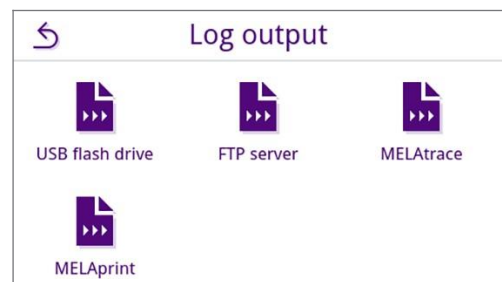 Log output
USB flash drive
FTP server
MELAtrace
MELAprint